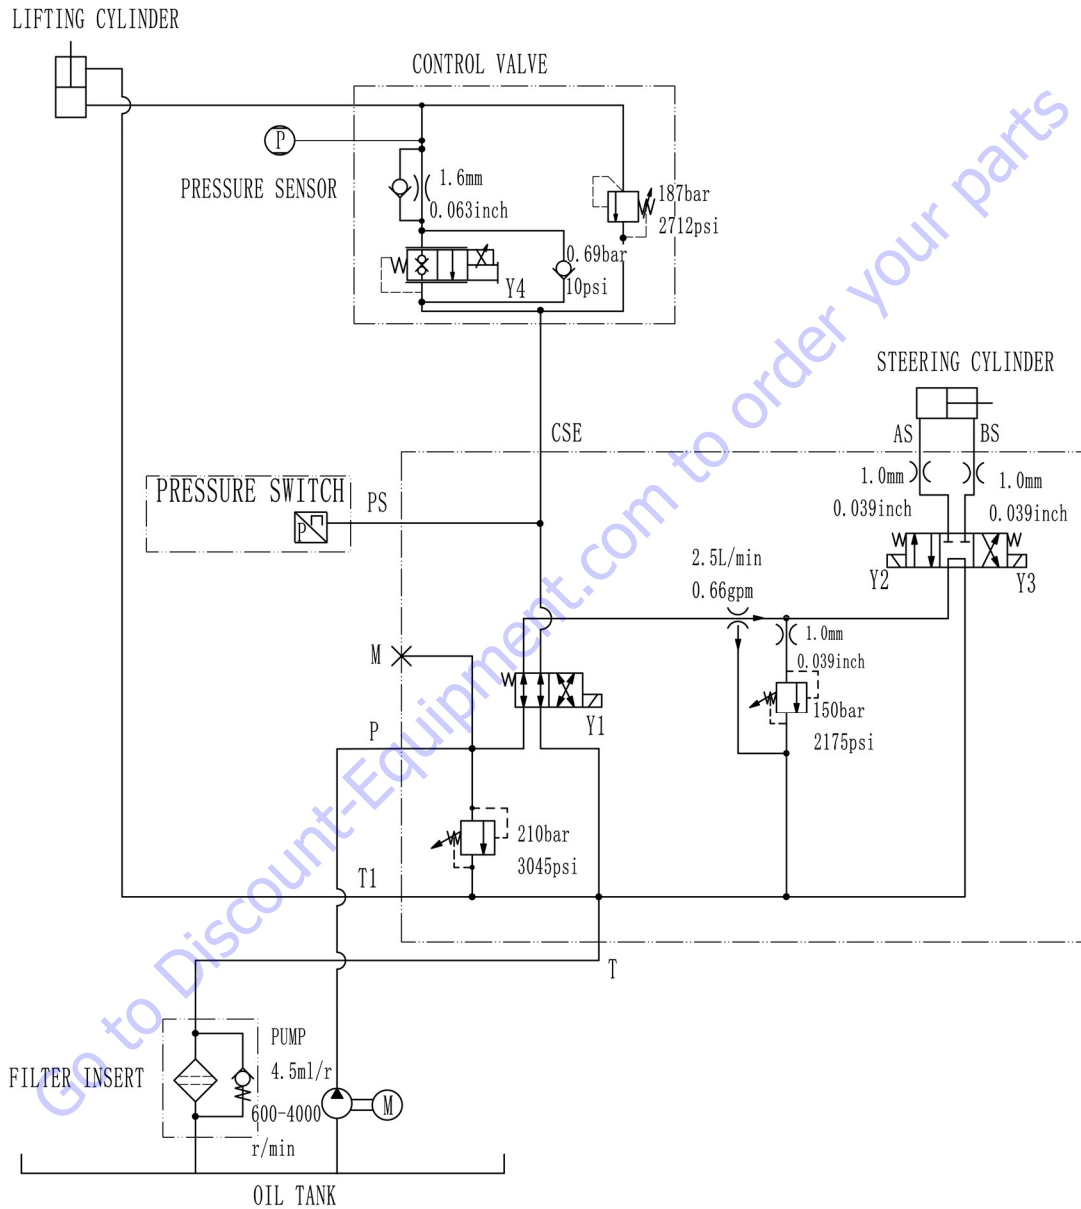 LIFTING CYLINDER
CONTROL VALVE
P
PRESSURE SENSOR
1.6mm
0.063inch
187bar
2712psi
0.69bar
10psi
Y4
STEERING CYLINDER
CSE
AS
BS
1.0mm
0.039inch
1.0mm
0.039inch
PRESSURE SWITCH
P
PS
2.5L/min
0.66gpm
Y2
Y3
M
1.0mm
0.039inch
150bar
2175psi
Y1
P
210bar
3045psi
T1
T
PUMP
4.5ml/r
FILTER INSERT
600-4000
r/min
M
OIL TANK
Go to Discount-Equipment.com to order your parts